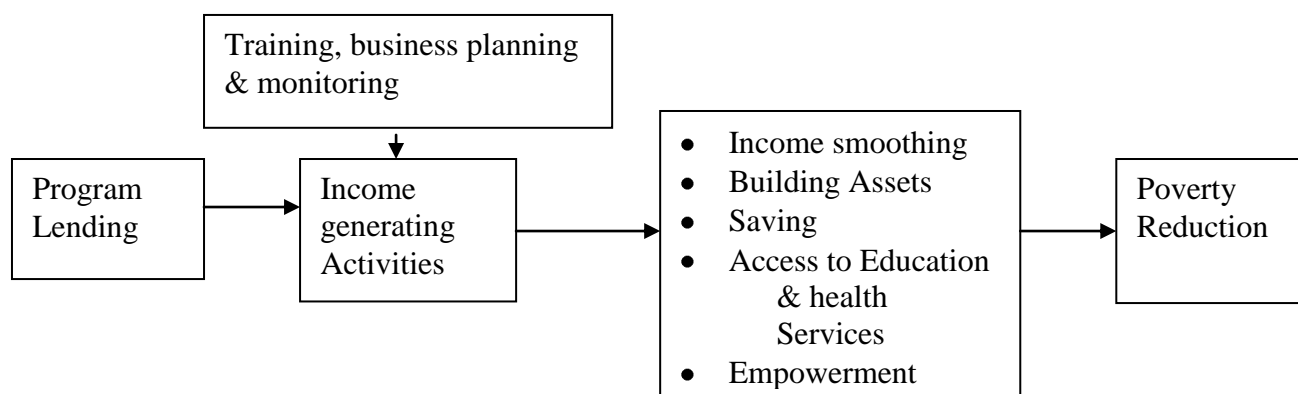 Training, business planning
& monitoring
Program
Lending
Income
generating
Activities
● Income smoothing
● Building Assets
● Saving
● Access to Education
& health
Services
● Empowerment
Poverty
Reduction